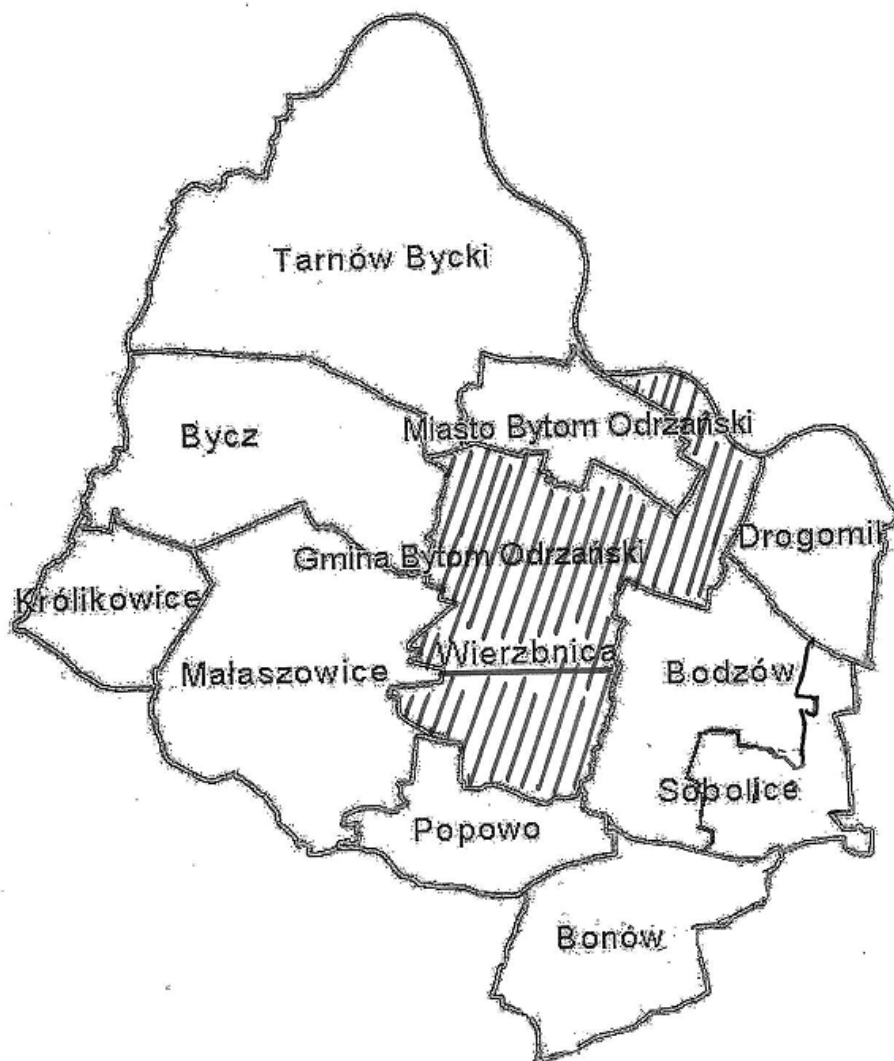 Tarnów Bycki
Miasto Bytom Odrzański
Bycz
Drogomil
Gmina Bytom Odrzański
Królikowice
Wierzbnica
Małaszowice
Bodzów
Sobolice
Popowo
Bonów